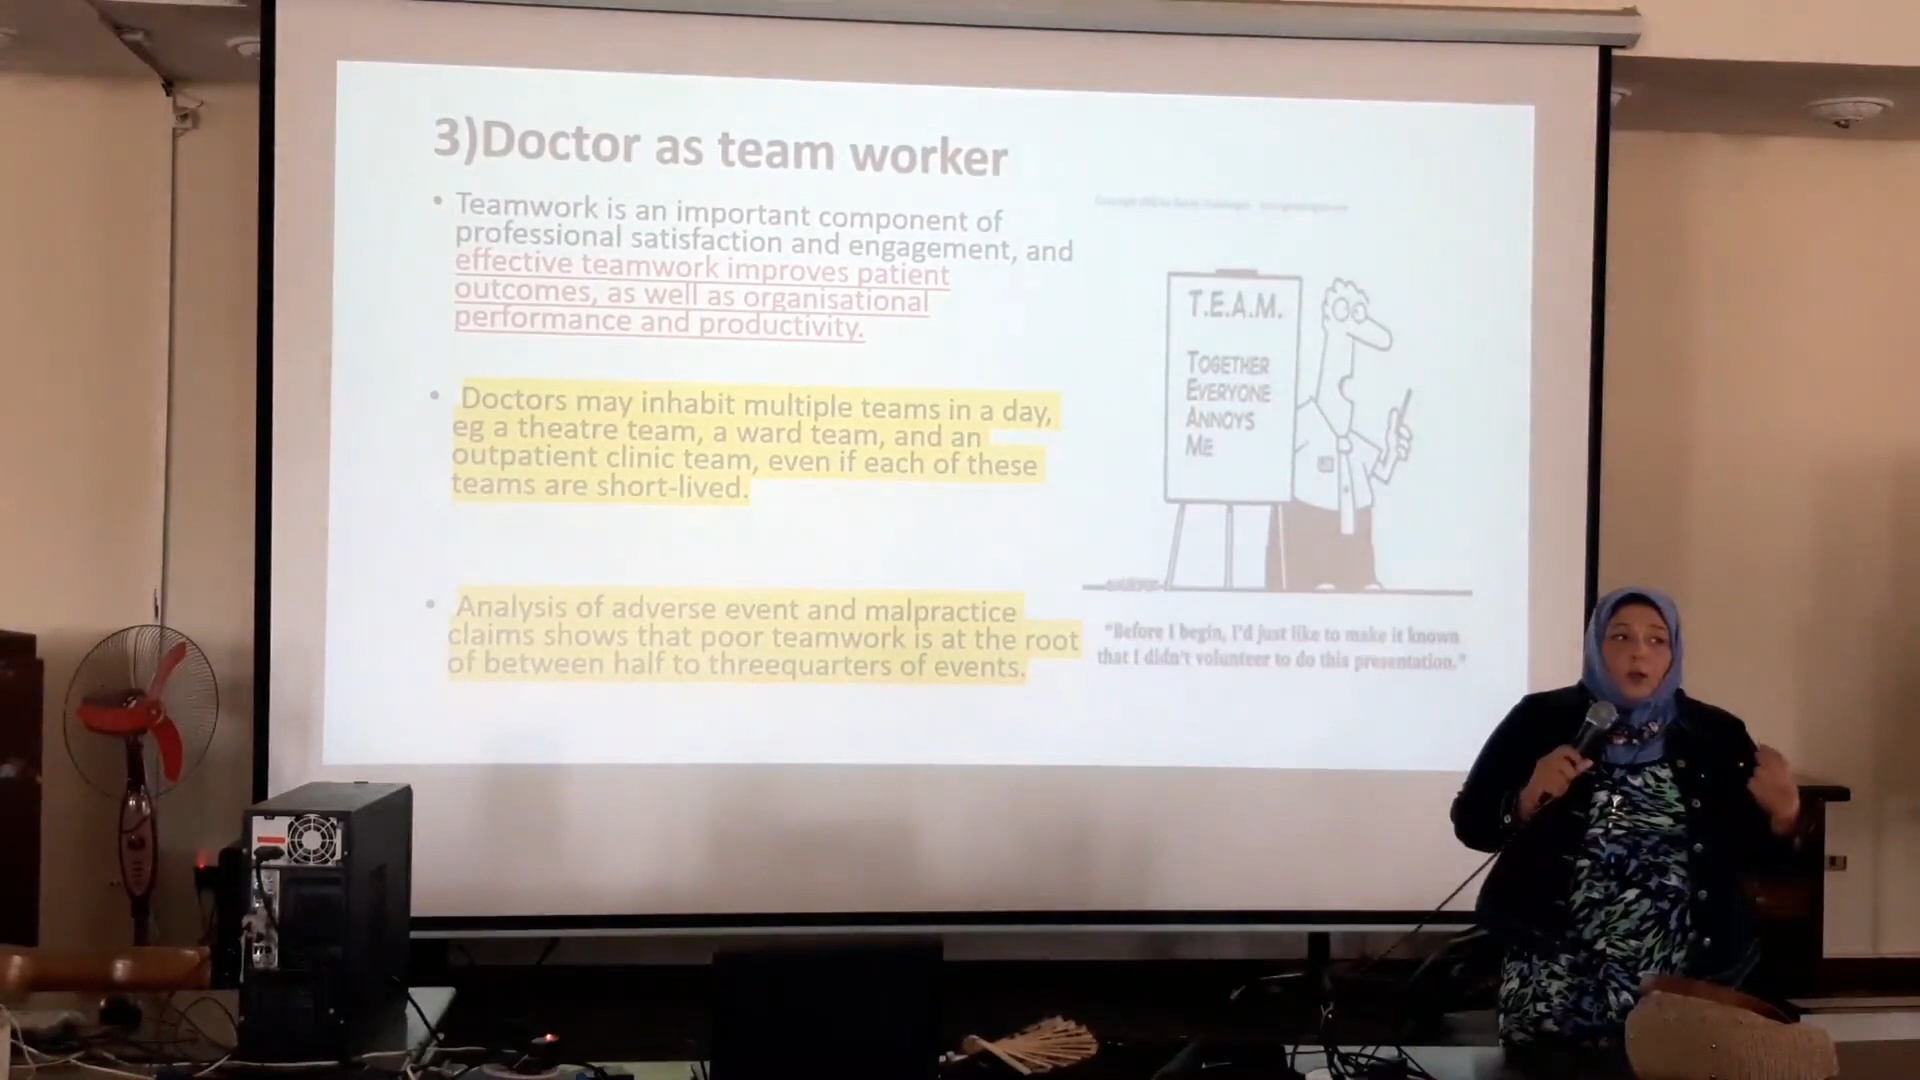 3)Doctor as team worker
• Teamwork is an important component of
professional satisfaction and engagement, and
effective teamwork improves patient
outcomes, as well as organisational
performance and productivity.
• Doctors may inhabit multiple teams in a day,
eg a theatre team, a ward team, and an
outpatient clinic team, even if each of these
teams are short-lived.
• Analysis of adverse event and malpractice
claims shows that poor teamwork is at the root
of between half to threequarters of events.
T.E.A.M.
TOGETHER
EVERYONE
ANNOYS
ME
"Before I begin, I'd just like to make it known
that I didn't volunteer to do this presentation."